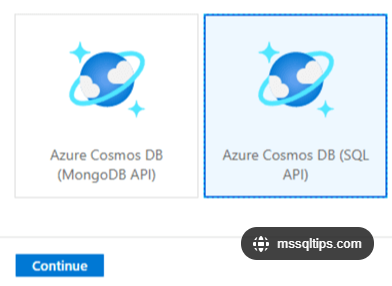 Azure Cosmos DB
(MongoDB API)
Azure Cosmos DB (SQL
API)
mssqltips.com
Continue